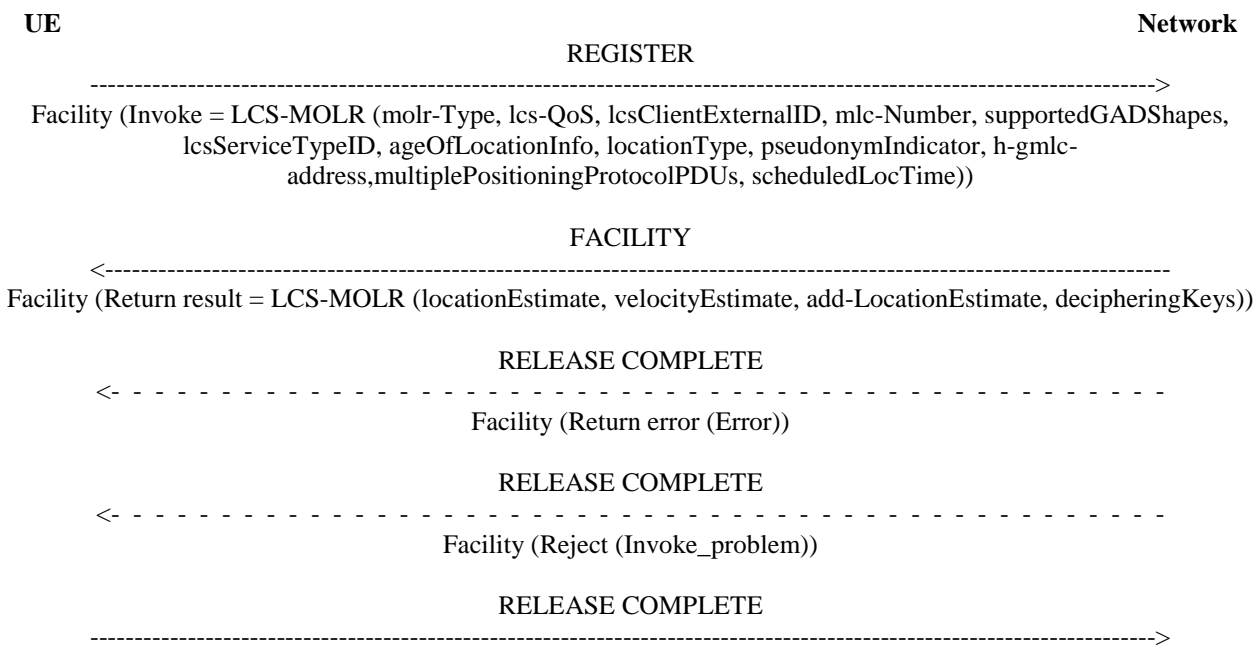 UE Network
REGISTER
------------------------------------------------------------------------------------------------------------------------>
Facility (Invoke = LCS-MOLR (molr-Type, lcs-QoS, lcsClientExternalID, mlc-Number, supportedGADShapes,
lcsServiceTypeID, ageOfLocationInfo, locationType, pseudonymIndicator, h-gmlc-
address,multiplePositioningProtocolPDUs, scheduledLocTime))
FACILITY
<------------------------------------------------------------------------------------------------------------------------
Facility (Return result = LCS-MOLR (locationEstimate, velocityEstimate, add-LocationEstimate, decipheringKeys))
RELEASE COMPLETE
<- - - - - - - - - - - - - - - - - - - - - - - - - - - - - - - - - - - - - - - - - - - - - - - -
Facility (Return error (Error))
RELEASE COMPLETE
<- - - - - - - - - - - - - - - - - - - - - - - - - - - - - - - - - - - - - - - - - - - - - - - -
Facility (Reject (Invoke_problem))
RELEASE COMPLETE
------------------------------------------------------------------------------------------------------------------------>